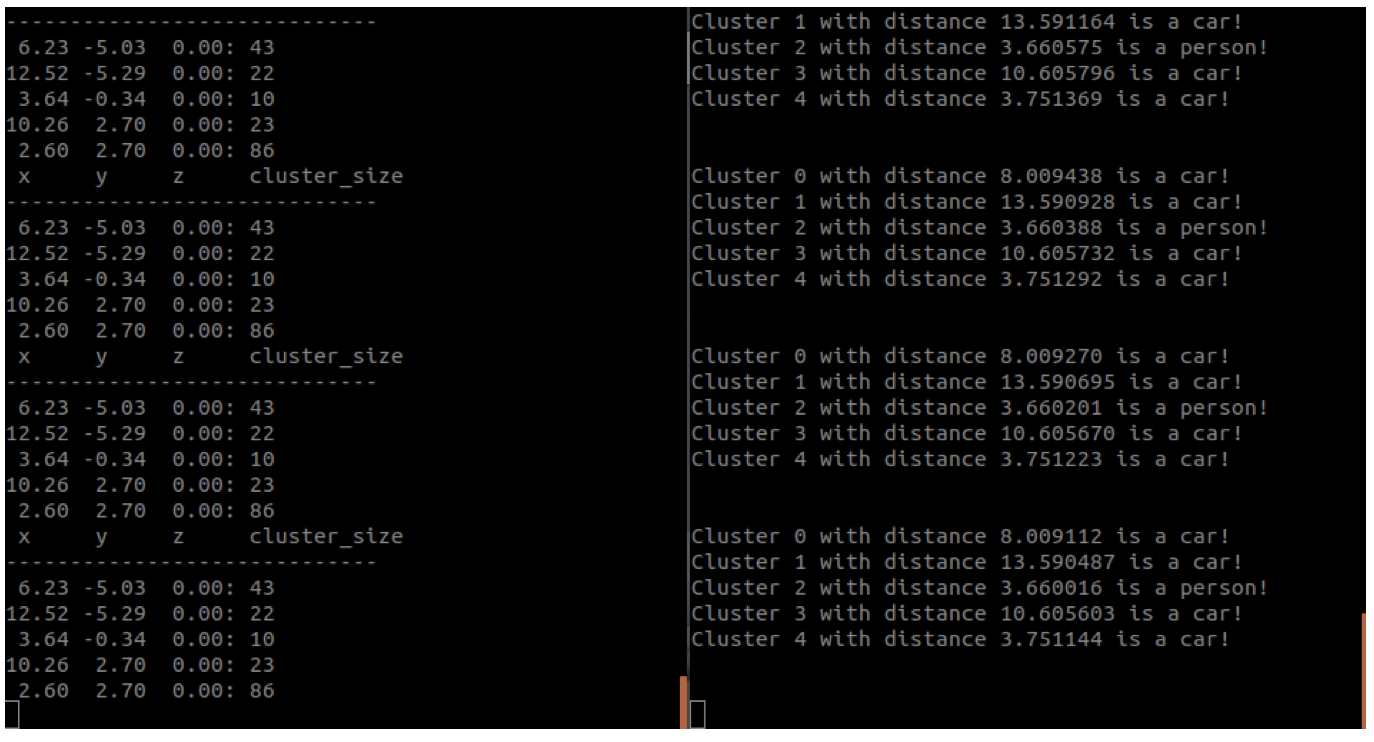 ------------------------------
 6.23 -5.03  0.00: 43
12.52 -5.29  0.00: 22
 3.64 -0.34  0.00: 10
10.26  2.70  0.00: 23
 2.60  2.70  0.00: 86
 x     y     z     cluster_size
------------------------------
 6.23 -5.03  0.00: 43
12.52 -5.29  0.00: 22
 3.64 -0.34  0.00: 10
10.26  2.70  0.00: 23
 2.60  2.70  0.00: 86
 x     y     z     cluster_size
------------------------------
 6.23 -5.03  0.00: 43
12.52 -5.29  0.00: 22
 3.64 -0.34  0.00: 10
10.26  2.70  0.00: 23
 2.60  2.70  0.00: 86
 x     y     z     cluster_size
------------------------------
 6.23 -5.03  0.00: 43
12.52 -5.29  0.00: 22
 3.64 -0.34  0.00: 10
10.26  2.70  0.00: 23
 2.60  2.70  0.00: 86
Cluster 1 with distance 13.591164 is a car!
Cluster 2 with distance 3.660575 is a person!
Cluster 3 with distance 10.605796 is a car!
Cluster 4 with distance 3.751369 is a car!
Cluster 0 with distance 8.009438 is a car!
Cluster 1 with distance 13.590928 is a car!
Cluster 2 with distance 3.660388 is a person!
Cluster 3 with distance 10.605732 is a car!
Cluster 4 with distance 3.751292 is a car!
Cluster 0 with distance 8.009270 is a car!
Cluster 1 with distance 13.590695 is a car!
Cluster 2 with distance 3.660201 is a person!
Cluster 3 with distance 10.605670 is a car!
Cluster 4 with distance 3.751223 is a car!
Cluster 0 with distance 8.009112 is a car!
Cluster 1 with distance 13.590487 is a car!
Cluster 2 with distance 3.660016 is a person!
Cluster 3 with distance 10.605603 is a car!
Cluster 4 with distance 3.751144 is a car!